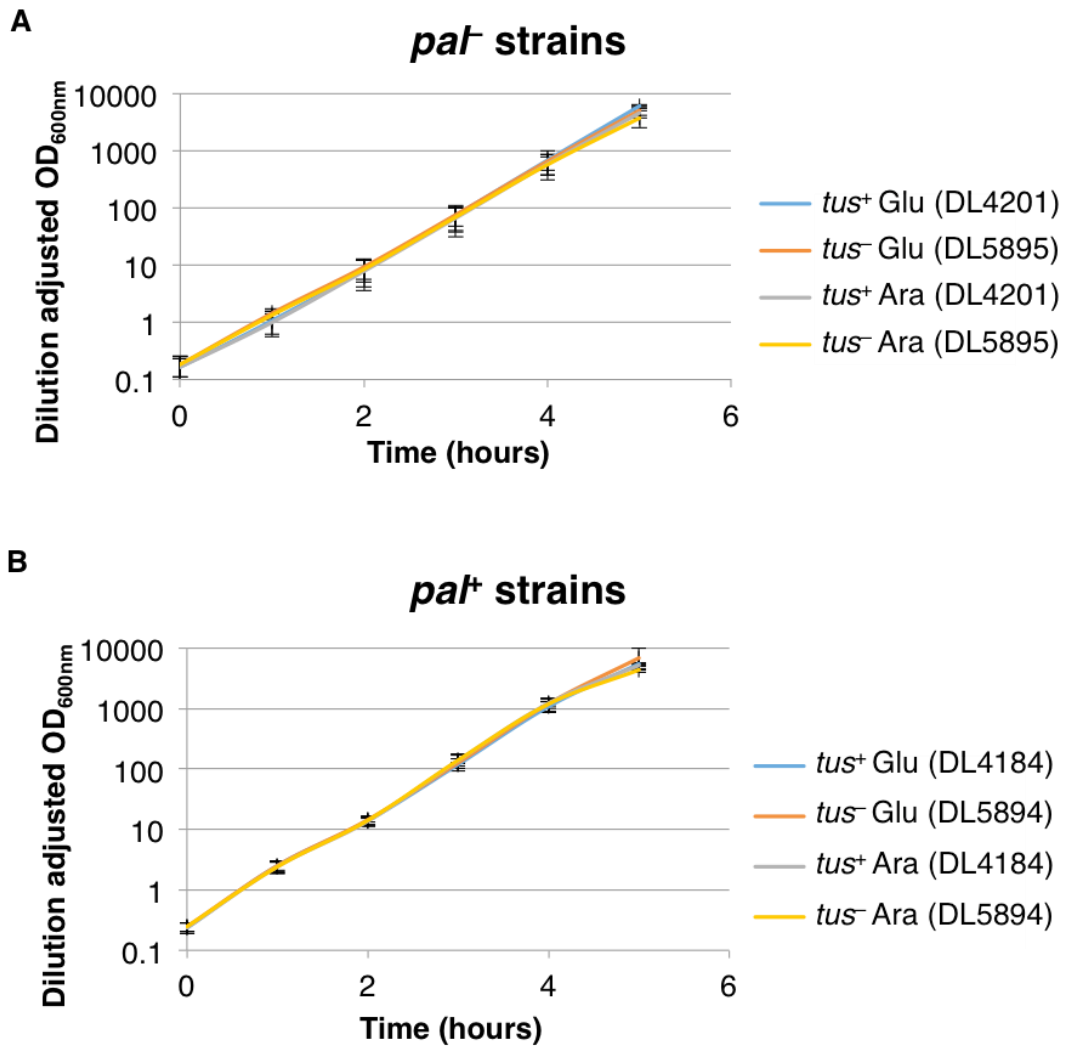 A
pal⁻ strains
Dilution adjusted OD₆₀₀nm
10000
1000
100
10
1
0.1
0 2 4 6
Time (hours)
tus⁺ Glu (DL4201)
tus⁻ Glu (DL5895)
tus⁺ Ara (DL4201)
tus⁻ Ara (DL5895)
B
pal⁺ strains
Dilution adjusted OD₆₀₀nm
10000
1000
100
10
1
0.1
0 2 4 6
Time (hours)
tus⁺ Glu (DL4184)
tus⁻ Glu (DL5894)
tus⁺ Ara (DL4184)
tus⁻ Ara (DL5894)